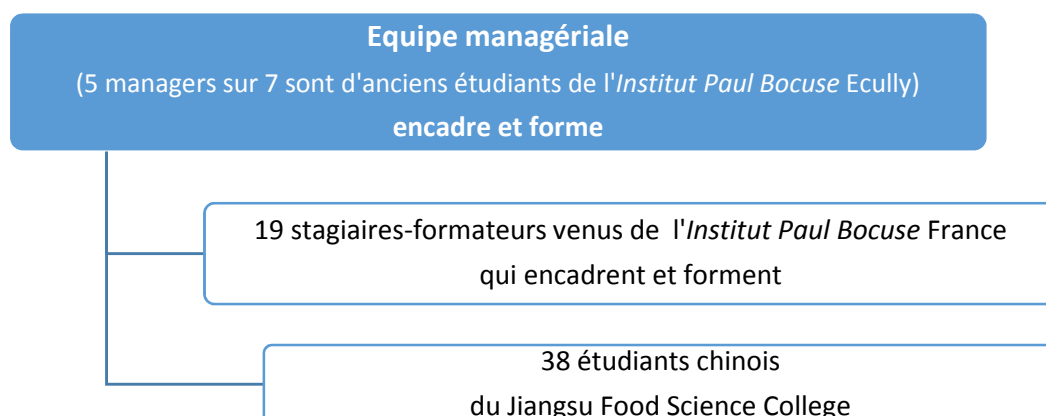 Equipe managériale
(5 managers sur 7 sont d'anciens étudiants de l'Institut Paul Bocuse Ecully)
encadre et forme
19 stagiaires-formateurs venus de l'Institut Paul Bocuse France
qui encadrent et forment
38 étudiants chinois
du Jiangsu Food Science College